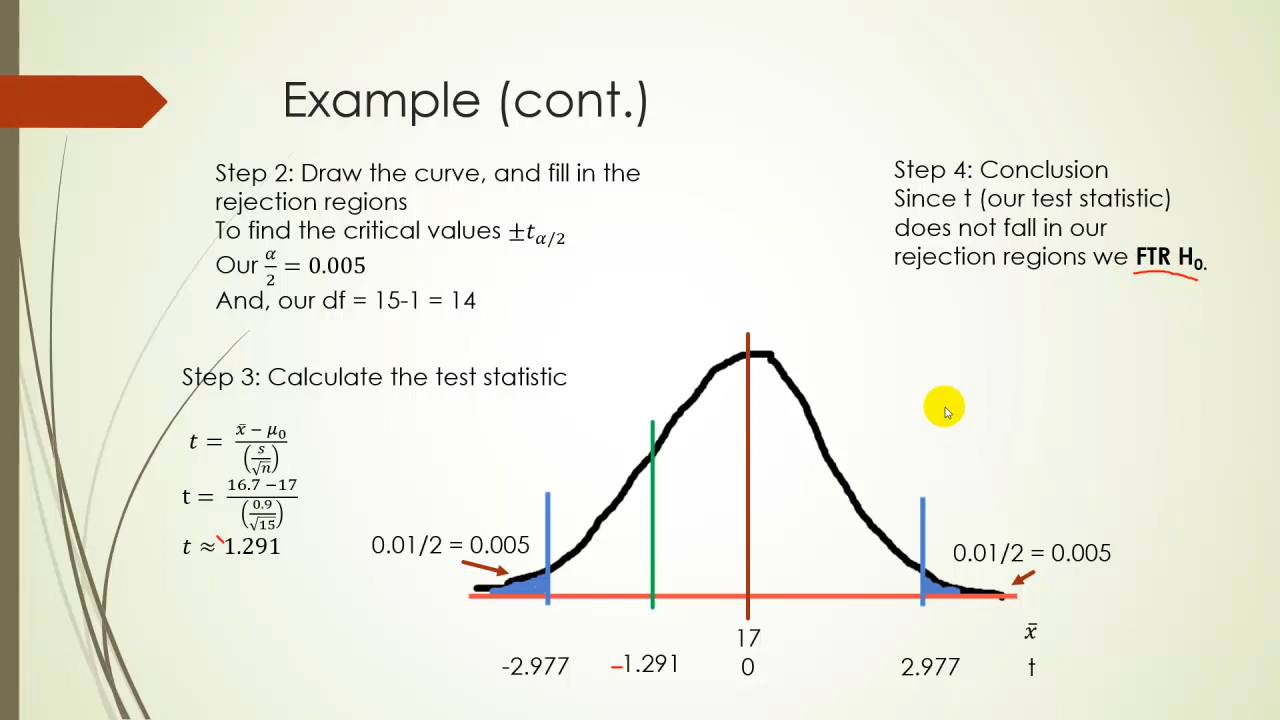 Example (cont.)
Step 2: Draw the curve, and fill in the
rejection regions
To find the critical values ±t_{α/2}
Our α/2 = 0.005
And, our df = 15-1 = 14
Step 3: Calculate the test statistic
t = (x̄ − μ₀)/(s/√n)
t = (16.7 −17)/(0.9/√15)
t ≈ -1.291
Step 4: Conclusion
Since t (our test statistic)
does not fall in our
rejection regions we FTR H₀.
0.01/2 = 0.005
0.01/2 = 0.005
17 x̄
-2.977 −1.291 0 2.977 t